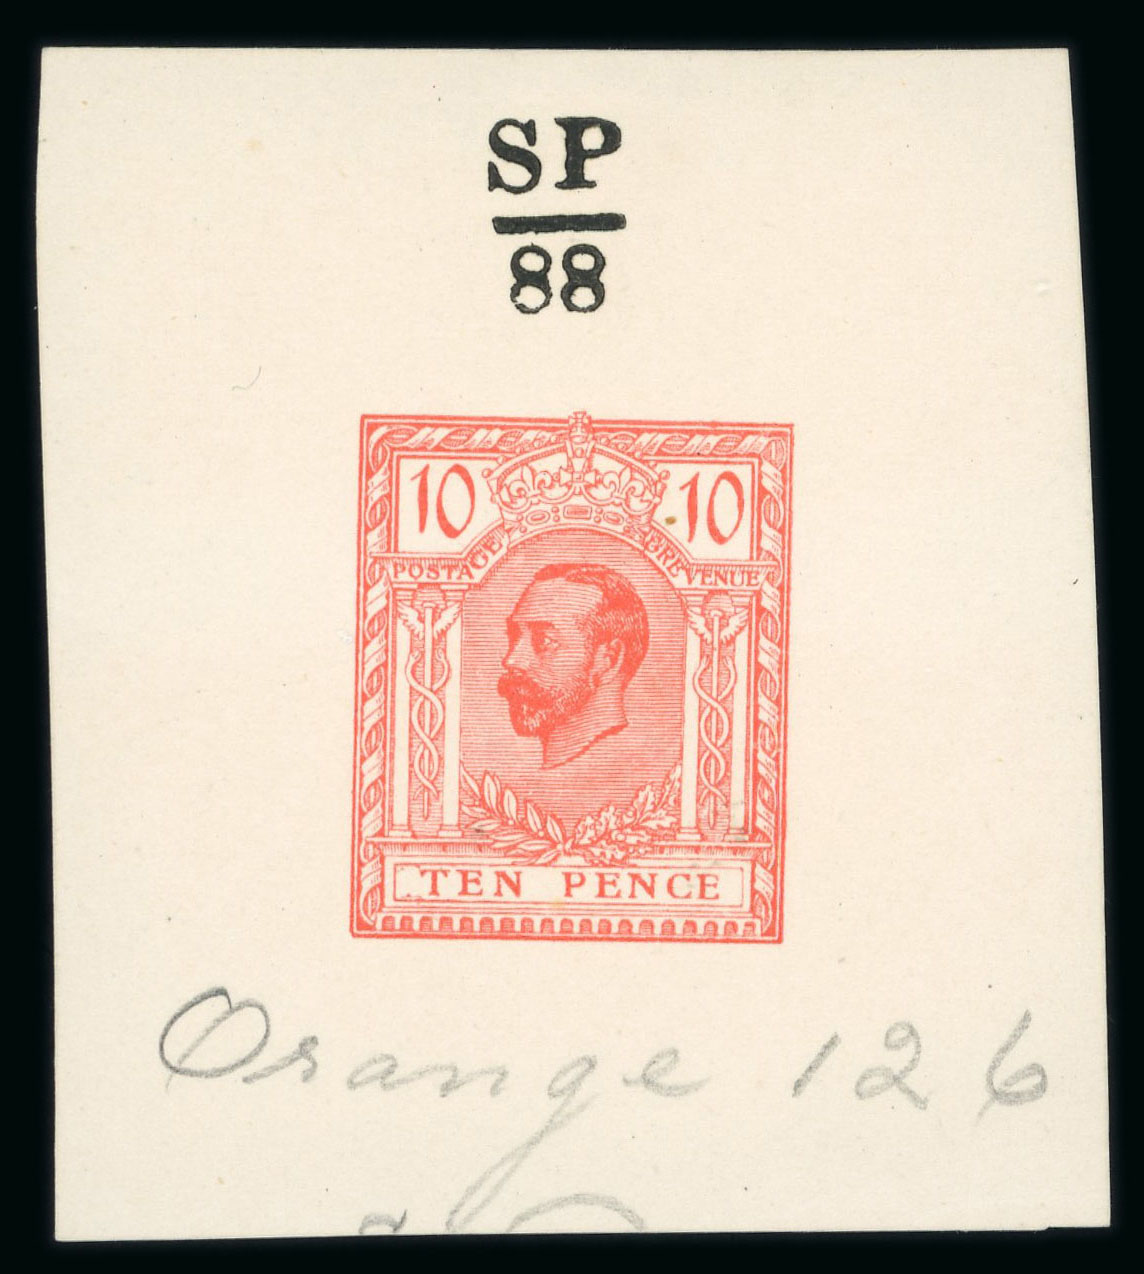 SP
88
10 10
POSTAGE & REVENUE
TEN PENCE
Orange 126